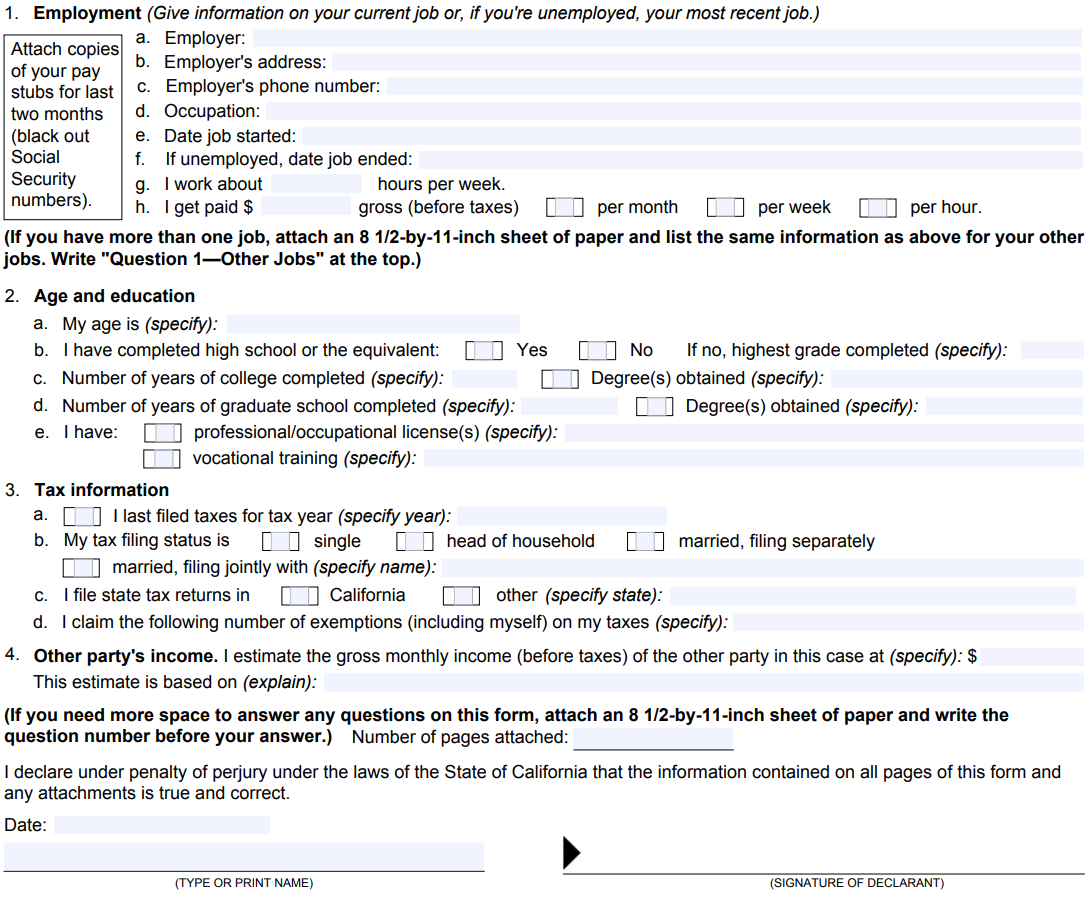 1. Employment (Give information on your current job or, if you're unemployed, your most recent job.)
Attach copies
of your pay
stubs for last
two months
(black out
Social
Security
numbers).
a. Employer:
b. Employer's address:
c. Employer's phone number:
d. Occupation:
e. Date job started:
f. If unemployed, date job ended:
g. I work about hours per week.
h. I get paid $ gross (before taxes) per month per week per hour.
(If you have more than one job, attach an 8 1/2-by-11-inch sheet of paper and list the same information as above for your other
jobs. Write "Question 1—Other Jobs" at the top.)
2. Age and education
a. My age is (specify):
b. I have completed high school or the equivalent: Yes No If no, highest grade completed (specify):
c. Number of years of college completed (specify): Degree(s) obtained (specify):
d. Number of years of graduate school completed (specify): Degree(s) obtained (specify):
e. I have: professional/occupational license(s) (specify):
vocational training (specify):
3. Tax information
a. I last filed taxes for tax year (specify year):
b. My tax filing status is single head of household married, filing separately
married, filing jointly with (specify name):
c. I file state tax returns in California other (specify state):
d. I claim the following number of exemptions (including myself) on my taxes (specify):
4. Other party's income. I estimate the gross monthly income (before taxes) of the other party in this case at (specify): $
This estimate is based on (explain):
(If you need more space to answer any questions on this form, attach an 8 1/2-by-11-inch sheet of paper and write the
question number before your answer.) Number of pages attached:
I declare under penalty of perjury under the laws of the State of California that the information contained on all pages of this form and
any attachments is true and correct.
Date:
(TYPE OR PRINT NAME) (SIGNATURE OF DECLARANT)